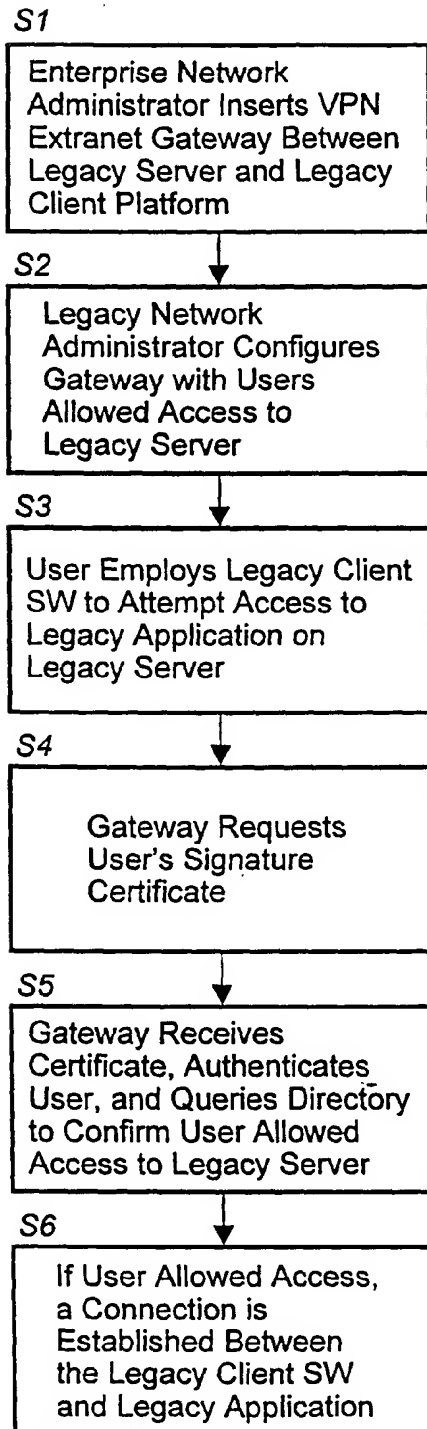 S1
Enterprise Network
Administrator Inserts VPN
Extranet Gateway Between
Legacy Server and Legacy
Client Platform
S2
Legacy Network
Administrator Configures
Gateway with Users
Allowed Access to
Legacy Server
S3
User Employs Legacy Client
SW to Attempt Access to
Legacy Application on
Legacy Server
S4
Gateway Requests
User's Signature
Certificate
S5
Gateway Receives
Certificate, Authenticates
User, and Queries Directory
to Confirm User Allowed
Access to Legacy Server
S6
If User Allowed Access,
a Connection is
Established Between
the Legacy Client SW
and Legacy Application